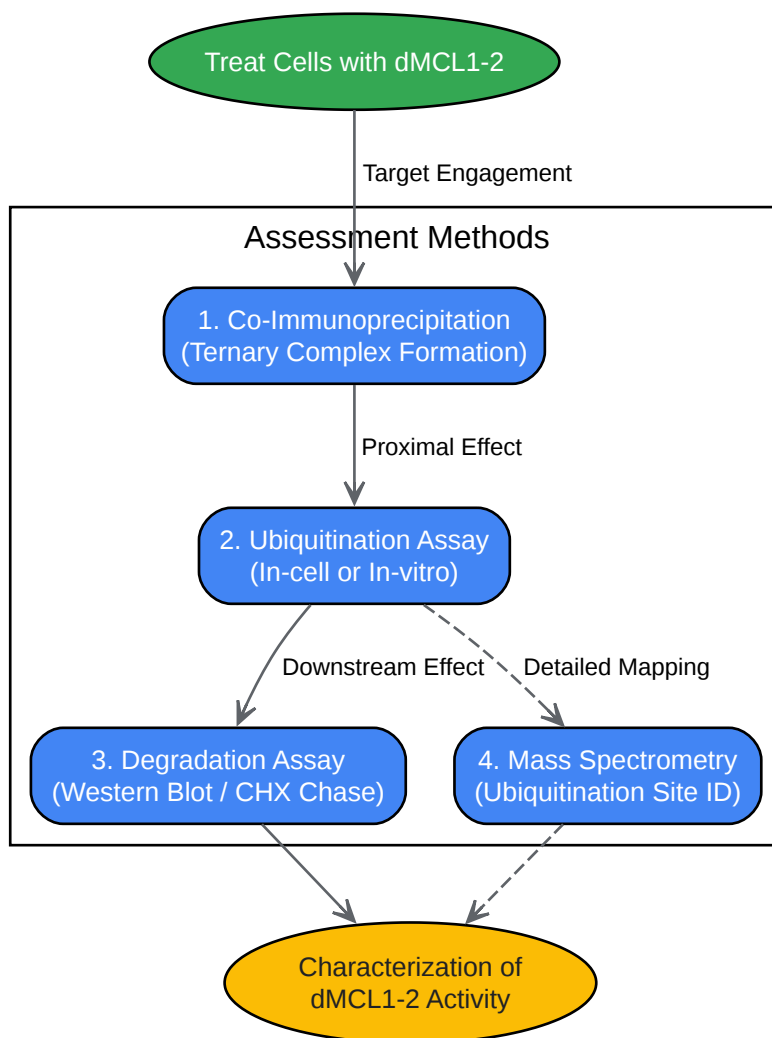 Treat Cells with dMCL1-2
Target Engagement
Assessment Methods
1. Co-Immunoprecipitation
(Ternary Complex Formation)
Proximal Effect
2. Ubiquitination Assay
(In-cell or In-vitro)
Downstream Effect
Detailed Mapping
3. Degradation Assay
(Western Blot / CHX Chase)
4. Mass Spectrometry
(Ubiquitination Site ID)
Characterization of
dMCL1-2 Activity